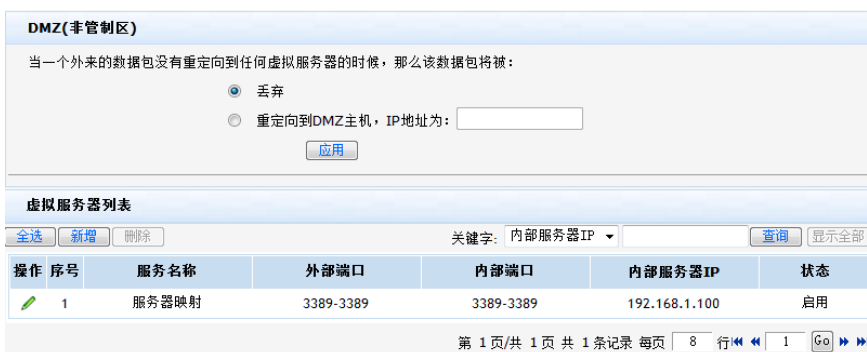 DMZ(非管制区)
当一个外来的数据包没有重定向到任何虚拟服务器的时候，那么该数据包将被：
丢弃
重定向到DMZ主机，IP地址为：
应用
虚拟服务器列表
全选 新增 删除 关键字: 内部服务器IP 查询 显示全部
操作 序号 服务名称 外部端口 内部端口 内部服务器IP 状态
1 服务器映射 3389-3389 3389-3389 192.168.1.100 启用
第 1 页/共 1 页 共 1 条记录 每页 8 行 1 Go